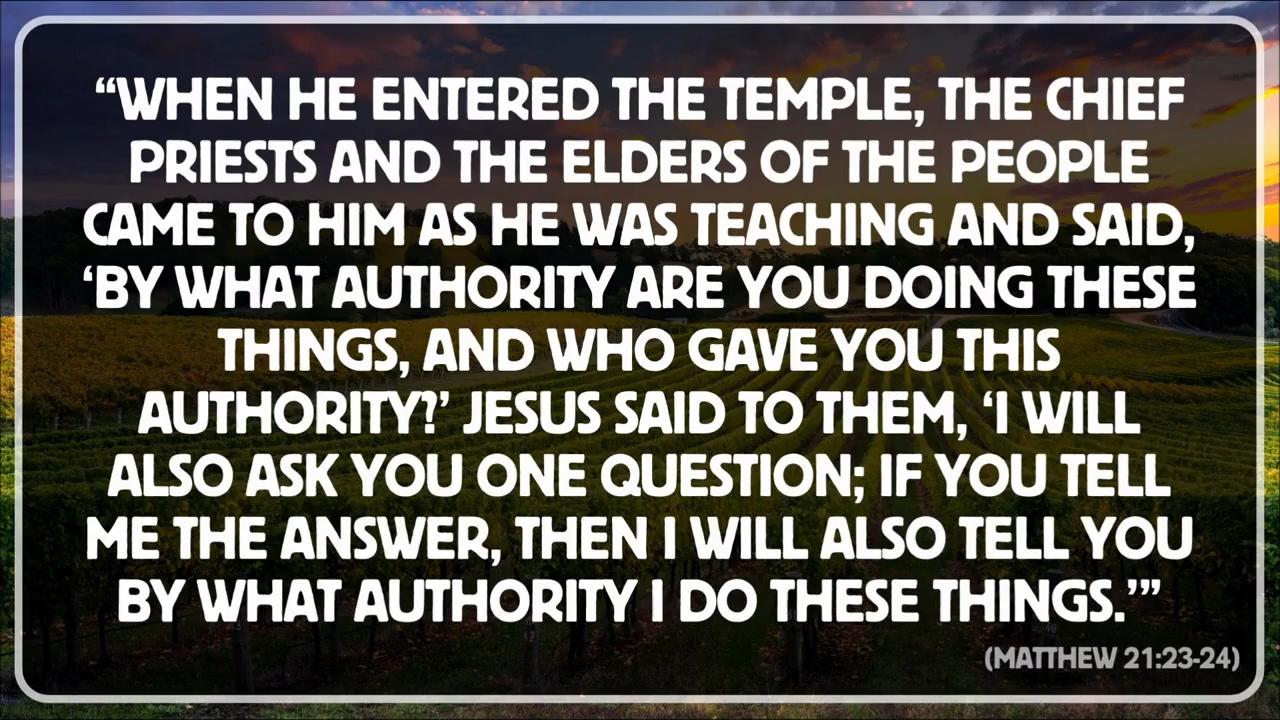 “WHEN HE ENTERED THE TEMPLE, THE CHIEF
PRIESTS AND THE ELDERS OF THE PEOPLE
CAME TO HIM AS HE WAS TEACHING AND SAID,
‘BY WHAT AUTHORITY ARE YOU DOING THESE
THINGS, AND WHO GAVE YOU THIS
AUTHORITY?’ JESUS SAID TO THEM, ‘I WILL
ALSO ASK YOU ONE QUESTION; IF YOU TELL
ME THE ANSWER, THEN I WILL ALSO TELL YOU
BY WHAT AUTHORITY I DO THESE THINGS.’”
(MATTHEW 21:23-24)